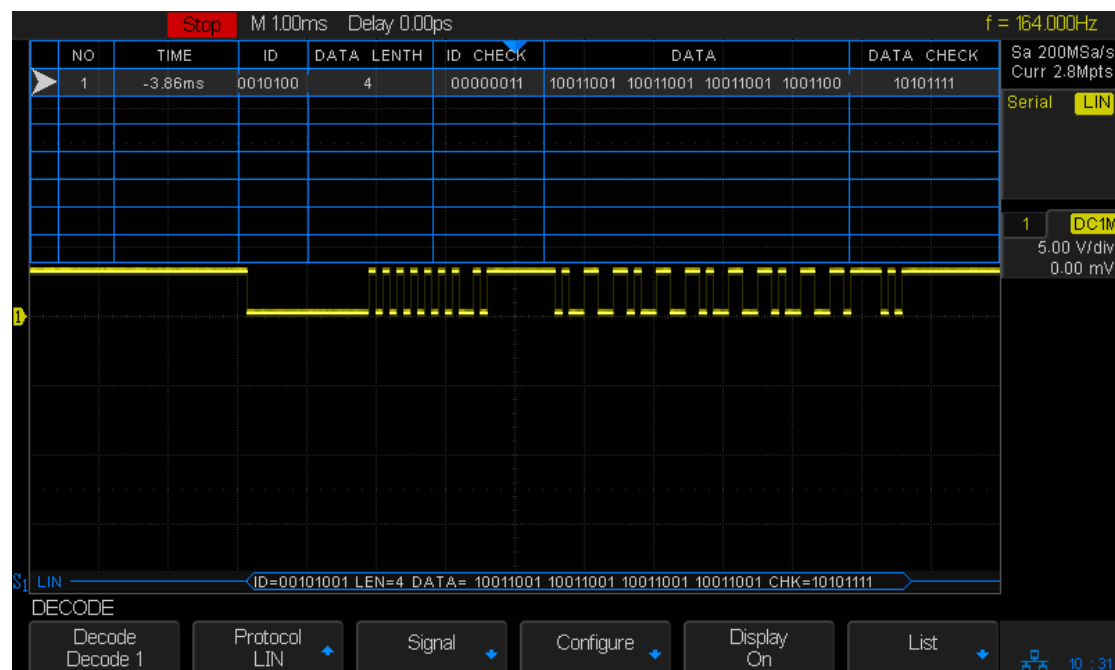 Stop M 1.00ms Delay 0.00ps f = 164.000Hz
Sa 200MSa/s
Curr 2.8Mpts
NO TIME ID DATA LENTH ID CHECK DATA DATA CHECK
1 -3.86ms 0010100 4 00000011 10011001 10011001 10011001 1001100 10101111
Serial LIN
1 DC1M
5.00 V/div
0.00 mV
1
S1 LIN ID=00101001 LEN=4 DATA= 10011001 10011001 10011001 10011001 CHK=10101111
DECODE
Decode
Decode 1
Protocol
LIN
Signal
Configure
Display
On
List
10:31